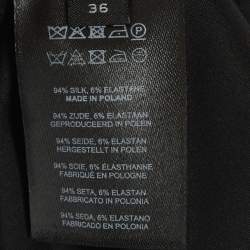 36
P
94% SILK, 6% ELASTANE
MADE IN POLAND
94% ZIJDE, 6% ELASTAAN
GEPRODUCEERD IN POLEN
94% SEIDE, 6% ELASTAN
HERGESTELLT IN POLEN
94% SOIE, 6% ELASTHANNE
FABRIQUÉ EN POLOGNE
94% SETA, 6% ELASTAN
FABBRICATO IN POLONIA
94% SEDA, 6% ELASTANO
FABRICADO EN POLONIA